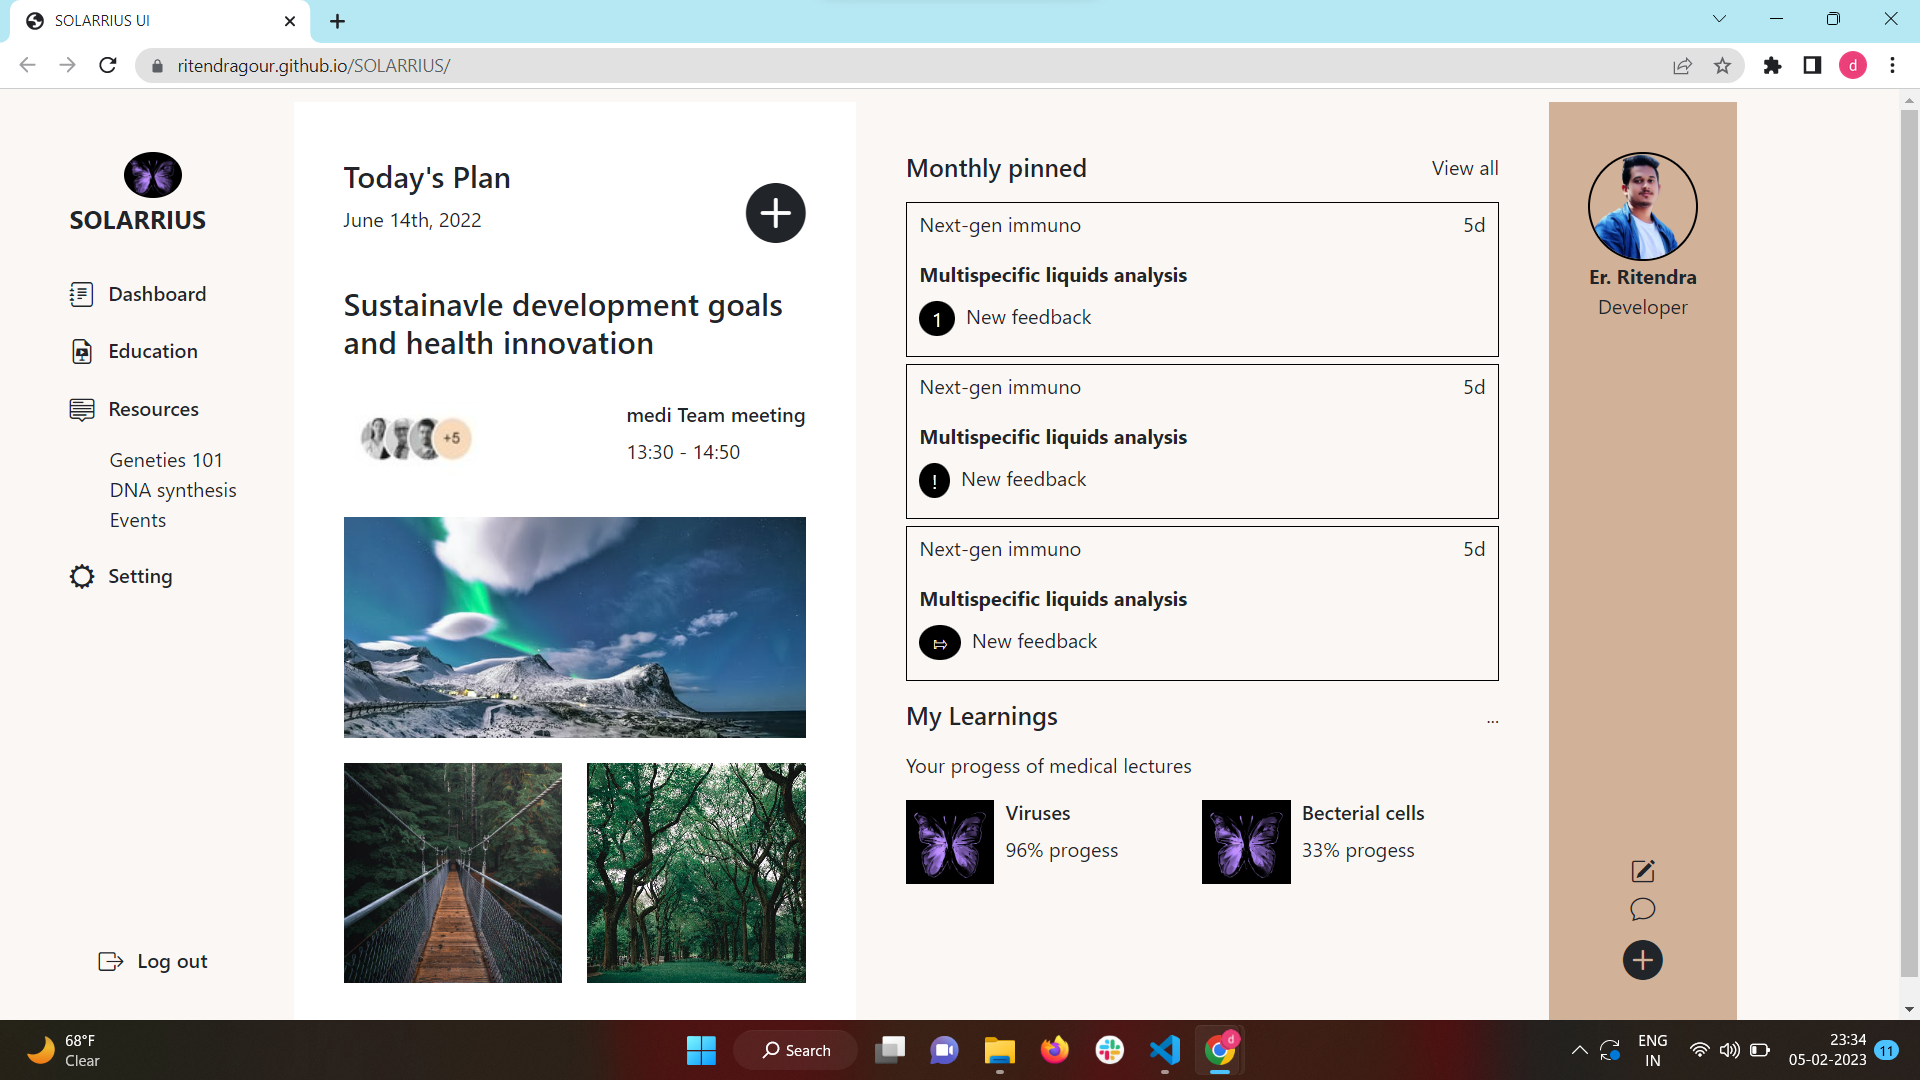 SOLARRIUS UI
ritendragour.github.io/SOLARRIUS/
d
SOLARRIUS
Dashboard
Education
Resources
Geneties 101
DNA synthesis
Events
Setting
Log out
Today's Plan
June 14th, 2022
Sustainavle development goals
and health innovation
+5
medi Team meeting
13:30 - 14:50
Monthly pinned
View all
Next-gen immuno
5d
Multispecific liquids analysis
1 New feedback
Next-gen immuno
5d
Multispecific liquids analysis
! New feedback
Next-gen immuno
5d
Multispecific liquids analysis
⤄ New feedback
My Learnings
...
Your progess of medical lectures
Viruses
96% progess
Becterial cells
33% progess
Er. Ritendra
Developer
68°F
Clear
Search
d
ENG
IN
23:34
05-02-2023
11